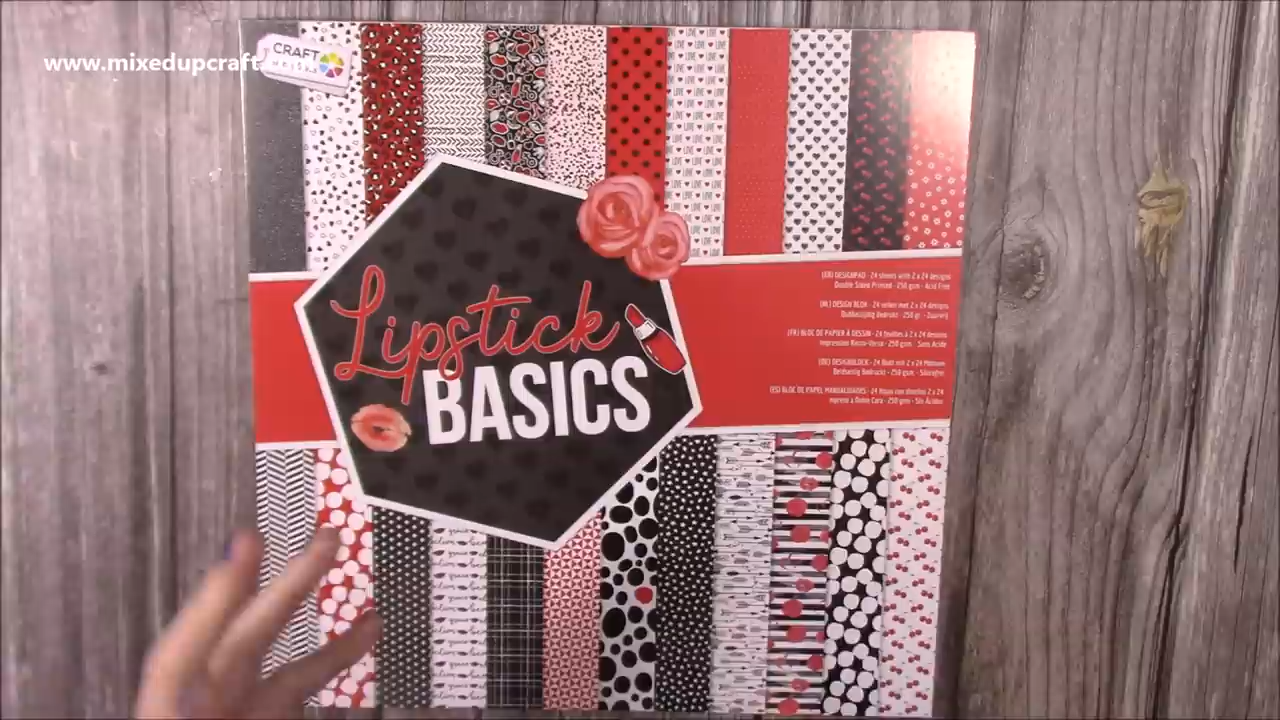 www.mixedupcraft.com
CRAFT
Lipstick
BASICS
(EN) DESIGNPAD - 24 sheets with 2 x 24 designs
Double Sided Printed - 250 gsm - Acid Free
(NL) DESIGN BLOK - 24 vellen met 2 x 24 designs
Dubbelzijdig Bedrukt - 250 gr. - Zuurvrij
(FR) BLOC DE PAPIER À DESSIN - 24 feuilles à 2 x 24 dessins
Impression Recto-Verso - 250 gsm. - Sans Acide
(DE) DESIGNBLOCK - 24 Blatt mit 2 x 24 Motiven
Beidseitig Bedruckt - 250 gsm. - Säurefrei
(ES) BLOC DE PAPEL MANUALIDADES - 24 Hojas con diseños 2 x 24
mpreso a Doble Cara - 250 gsm - Sin Ácidos
LOVE